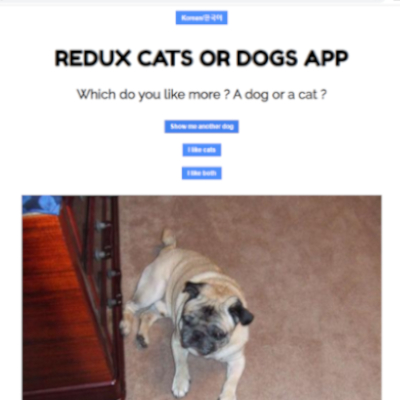 Korean/한국어
REDUX CATS OR DOGS APP
Which do you like more ? A dog or a cat ?
Show me another dog
I like cats
I like both